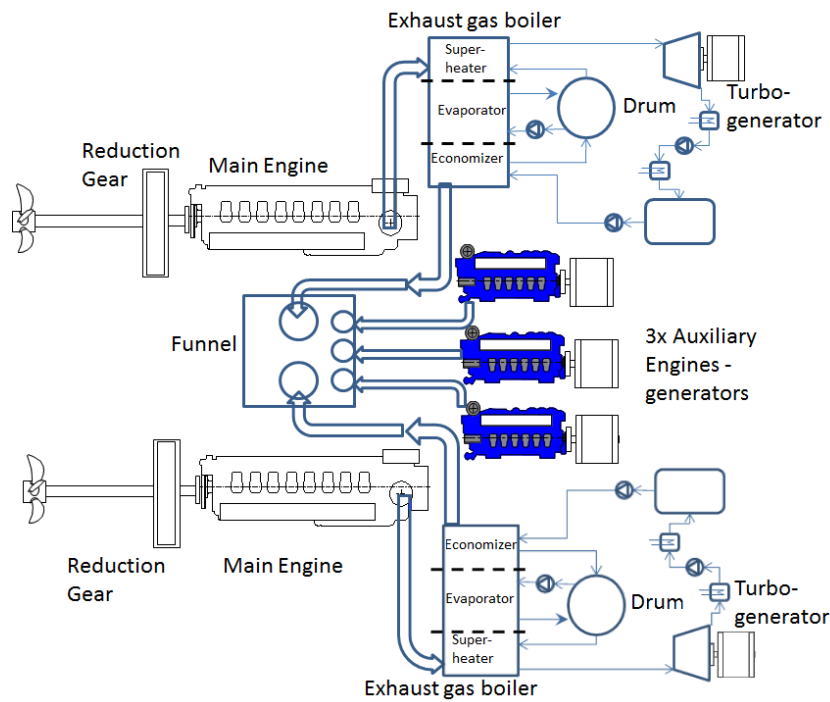 Exhaust gas boiler
Super-
heater
Evaporator
Economizer
Drum
Turbo-
generator
Reduction
Gear
Main Engine
Funnel
3x Auxiliary
Engines -
generators
Reduction
Gear
Main Engine
Economizer
Evaporator
Super-
heater
Drum
Turbo-
generator
Exhaust gas boiler